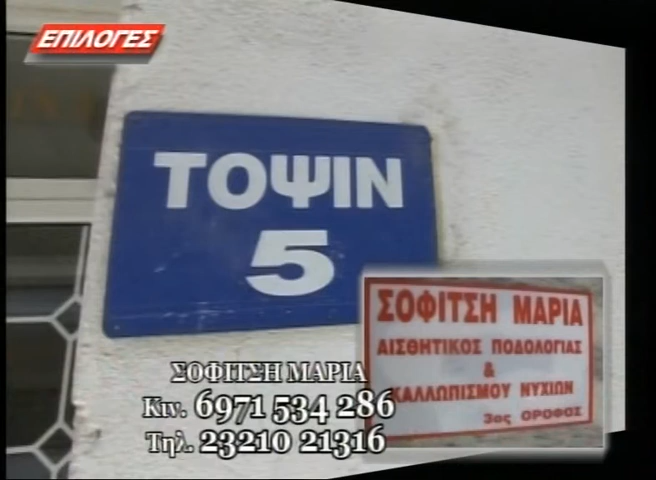 ΕΠΙΛΟΓΕΣ
ΤΟΨΙΝ
5
ΣΟΦΙΤΣΗ ΜΑΡΙΑ
ΑΙΣΘΗΤΙΚΟΣ ΠΟΔΟΛΟΓΙΑΣ
&
ΚΑΛΛΩΠΙΣΜΟΥ ΝΥΧΙΩΝ
3ος ΟΡΟΦΟΣ
ΣΟΦΙΤΣΗ ΜΑΡΙΑ
Κιν. 6971 534 286
Τηλ. 23210 21316